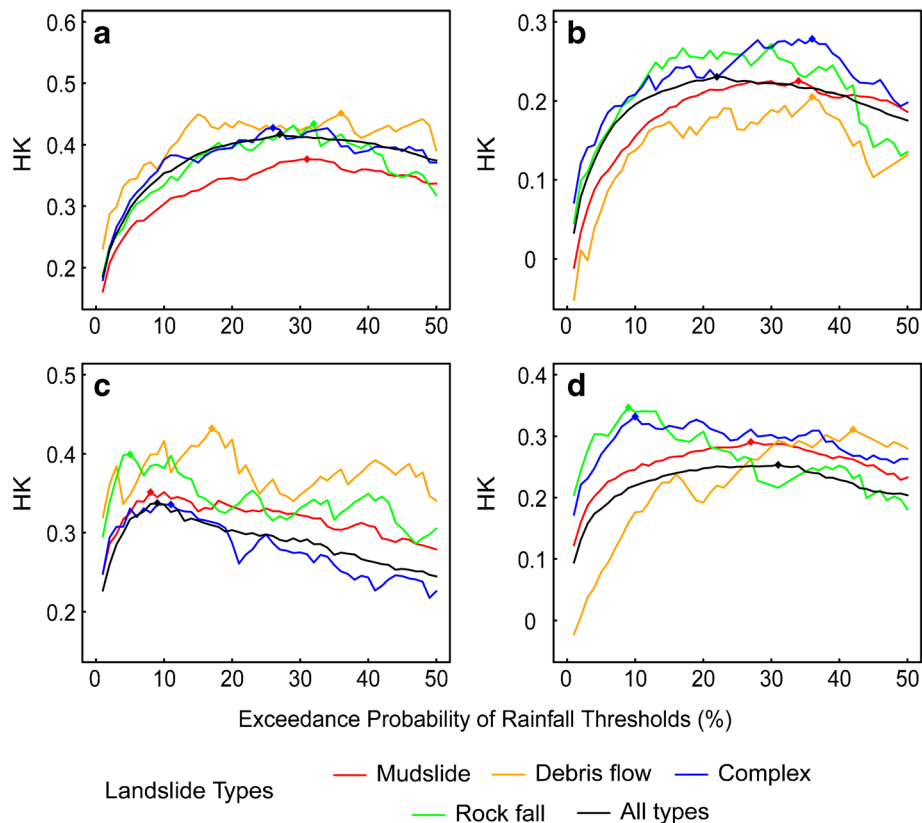 a
0.6
0.5
0.4
0.3
0.2
HK
0 10 20 30 40 50
b
0.3
0.2
0.1
0
HK
0 10 20 30 40 50
c
0.5
0.4
0.3
0.2
HK
0 10 20 30 40 50
d
0.4
0.3
0.2
0.1
0
HK
0 10 20 30 40 50
Exceedance Probability of Rainfall Thresholds (%)
Landslide Types
Mudslide Debris flow Complex
Rock fall All types